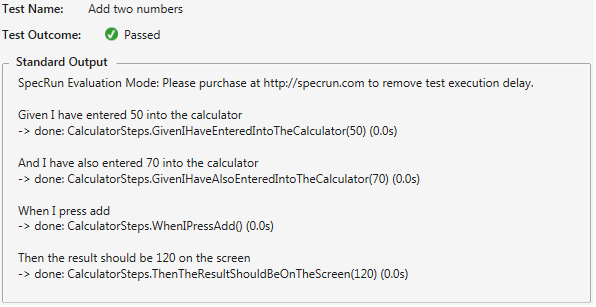 Test Name: Add two numbers
Test Outcome: Passed
Standard Output
SpecRun Evaluation Mode: Please purchase at http://specrun.com to remove test execution delay.
Given I have entered 50 into the calculator
-> done: CalculatorSteps.GivenIHaveEnteredIntoTheCalculator(50) (0.0s)
And I have also entered 70 into the calculator
-> done: CalculatorSteps.GivenIHaveAlsoEnteredIntoTheCalculator(70) (0.0s)
When I press add
-> done: CalculatorSteps.WhenIPressAdd() (0.0s)
Then the result should be 120 on the screen
-> done: CalculatorSteps.ThenTheResultShouldBeOnTheScreen(120) (0.0s)